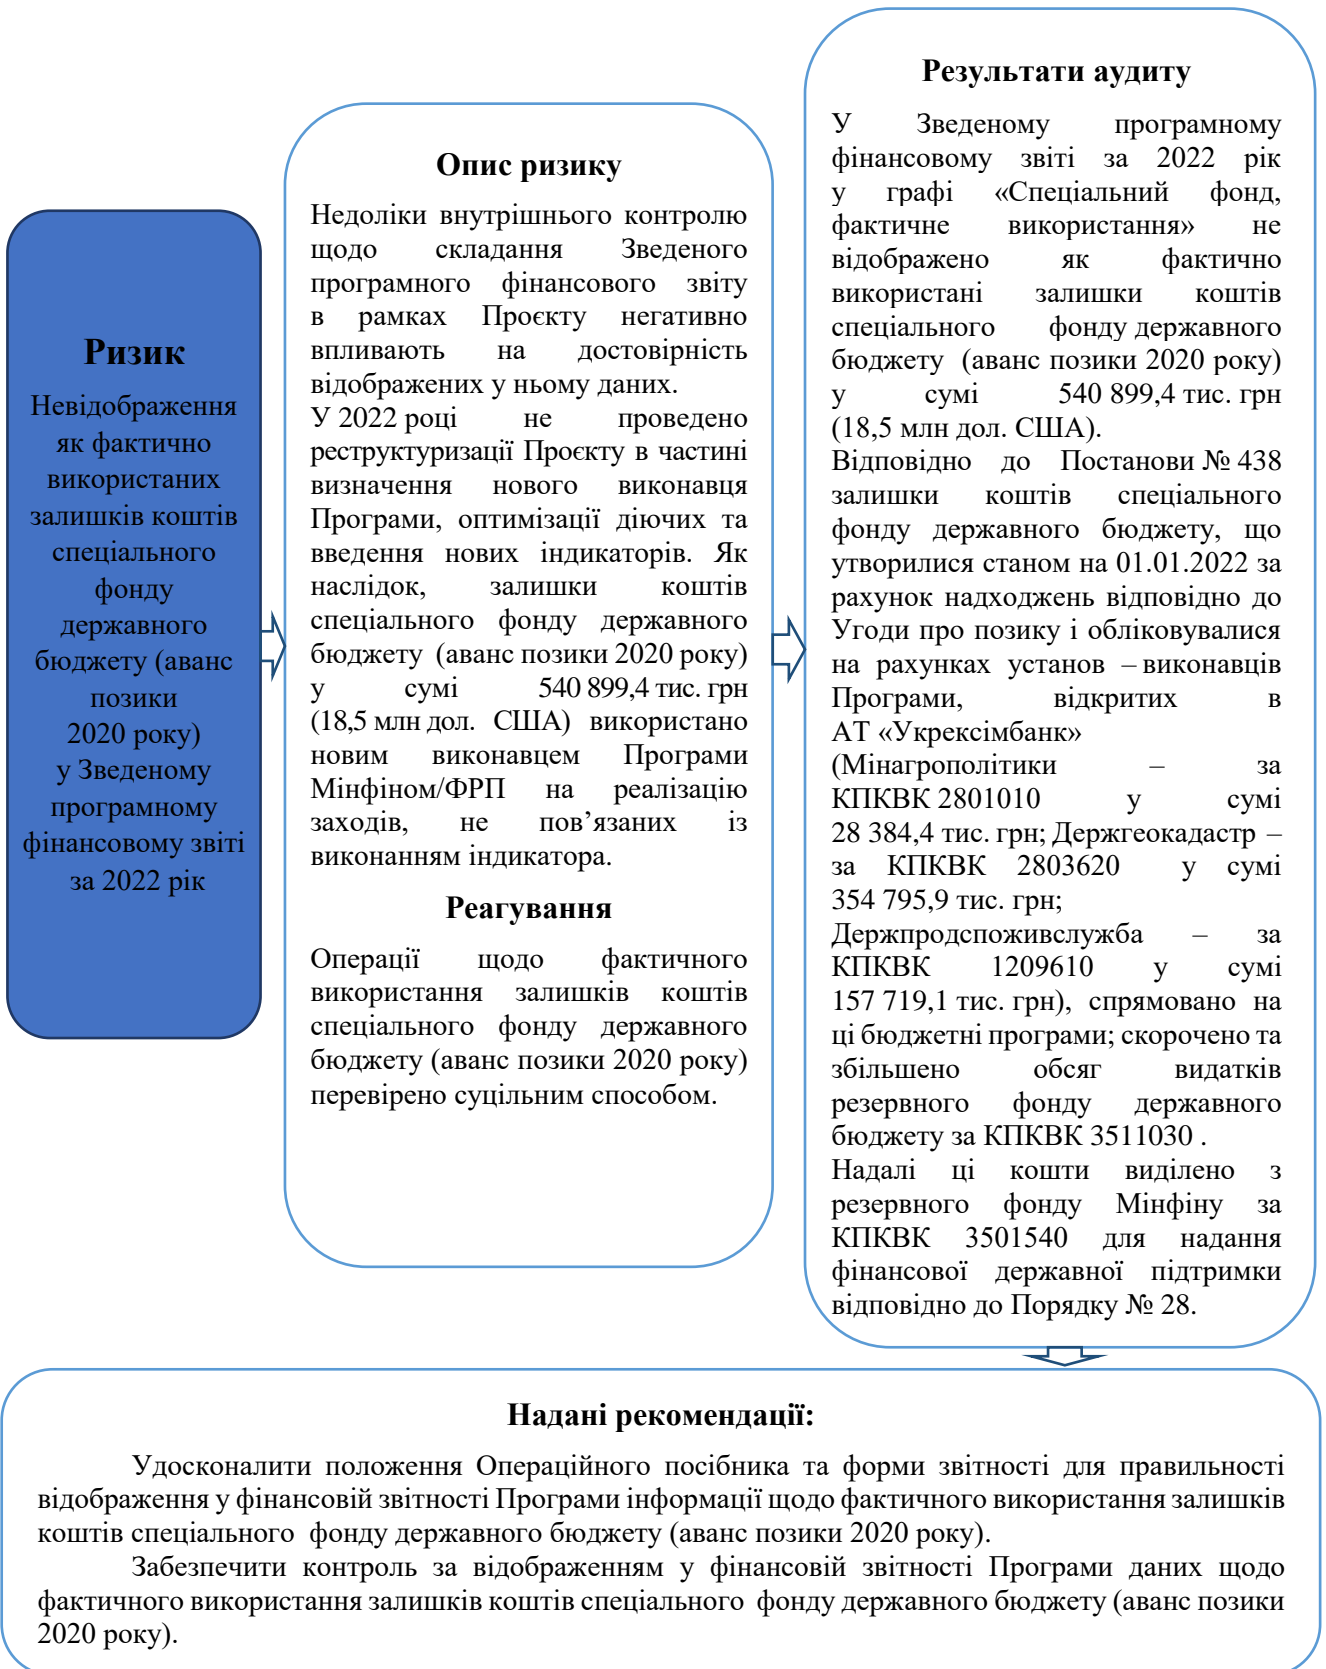 Ризик
Невідображення
як фактично
використаних
залишків коштів
спеціального
фонду
державного
бюджету (аванс
позики
2020 року)
у Зведеному
програмному
фінансовому звіті
за 2022 рік
Опис ризику
Недоліки внутрішнього контролю
щодо складання Зведеного
програмного фінансового звіту
в рамках Проєкту негативно
впливають на достовірність
відображених у ньому даних.
У 2022 році не проведено
реструктуризації Проєкту в частині
визначення нового виконавця
Програми, оптимізації діючих та
введення нових індикаторів. Як
наслідок, залишки коштів
спеціального фонду державного
бюджету (аванс позики 2020 року)
у сумі 540 899,4 тис. грн
(18,5 млн дол. США) використано
новим виконавцем Програми
Мінфіном/ФРП на реалізацію
заходів, не пов’язаних із
виконанням індикатора.
Реагування
Операції щодо фактичного
використання залишків коштів
спеціального фонду державного
бюджету (аванс позики 2020 року)
перевірено суцільним способом.
Результати аудиту
У Зведеному програмному
фінансовому звіті за 2022 рік
у графі «Спеціальний фонд,
фактичне використання» не
відображено як фактично
використані залишки коштів
спеціального фонду державного
бюджету (аванс позики 2020 року)
у сумі 540 899,4 тис. грн
(18,5 млн дол. США).
Відповідно до Постанови № 438
залишки коштів спеціального
фонду державного бюджету, що
утворилися станом на 01.01.2022 за
рахунок надходжень відповідно до
Угоди про позику і обліковувалися
на рахунках установ – виконавців
Програми, відкритих в
АТ «Укрексімбанк»
(Мінагрополітики – за
КПКВК 2801010 у сумі
28 384,4 тис. грн; Держгеокадастр –
за КПКВК 2803620 у сумі
354 795,9 тис. грн;
Держпродспоживслужба – за
КПКВК 1209610 у сумі
157 719,1 тис. грн), спрямовано на
ці бюджетні програми; скорочено та
збільшено обсяг видатків
резервного фонду державного
бюджету за КПКВК 3511030 .
Надалі ці кошти виділено з
резервного фонду Мінфіну за
КПКВК 3501540 для надання
фінансової державної підтримки
відповідно до Порядку № 28.
Надані рекомендації:
Удосконалити положення Операційного посібника та форми звітності для правильності
відображення у фінансовій звітності Програми інформації щодо фактичного використання залишків
коштів спеціального фонду державного бюджету (аванс позики 2020 року).
Забезпечити контроль за відображенням у фінансовій звітності Програми даних щодо
фактичного використання залишків коштів спеціального фонду державного бюджету (аванс позики
2020 року).